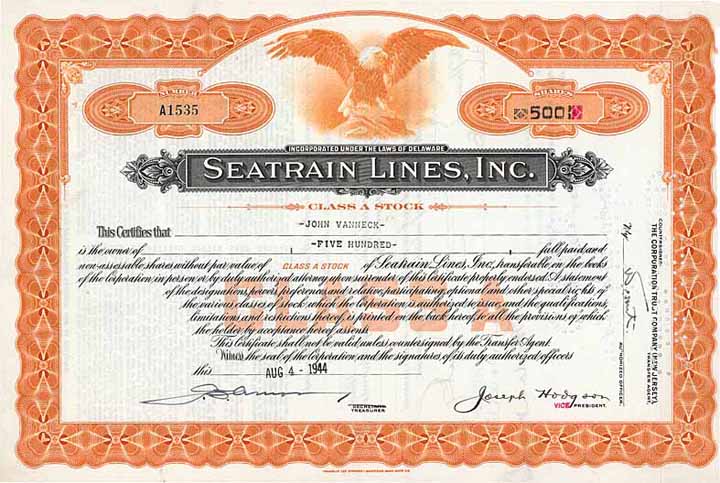 NUMBER
A1535
SHARES
500
INCORPORATED UNDER THE LAWS OF DELAWARE
SEATRAIN LINES, INC.
CLASS A STOCK
This Certifies that -JOHN VANNECK-
is the owner of -FIVE HUNDRED- full paid and
non-assessable shares without par value of CLASS A STOCK of Seatrain Lines, Inc., transferable on the books
of the Corporation in person or by duly authorized attorney upon surrender of this certificate properly endorsed. A statement
of the designations, powers, preferences and relative, participating, optional and other special rights of
the various classes of stock which the Corporation is authorized to issue, and the qualifications,
limitations and restrictions thereof, is printed on the back hereof, to all the provisions of which
the holder by acceptance hereof assents.
This Certificate shall not be valid unless countersigned by the Transfer Agent.
Witness, the seal of the Corporation and the signatures of its duly authorized officers
this AUG 4 - 1944
Joseph Hodgson
SECRETARY
TREASURER.
VICE PRESIDENT.
COUNTERSIGNED:
THE CORPORATION TRUST COMPANY (NEW JERSEY),
TRANSFER AGENT,
By
AUTHORIZED OFFICER.
CLASS A